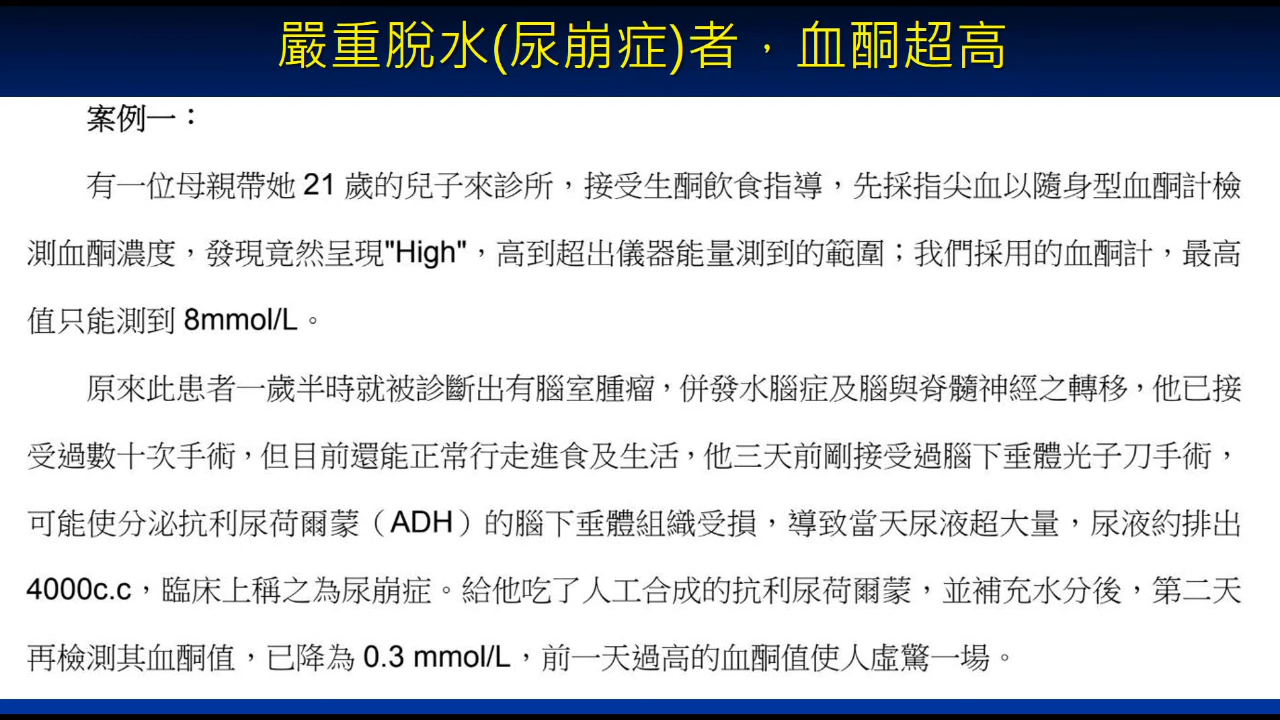 嚴重脫水(尿崩症)者，血酮超高
案例一：
有一位母親帶她 21 歲的兒子來診所，接受生酮飲食指導，先採指尖血以隨身型血酮計檢
測血酮濃度，發現竟然呈現"High"，高到超出儀器能量測到的範圍；我們採用的血酮計，最高
值只能測到 8mmol/L。
原來此患者一歲半時就被診斷出有腦室腫瘤，併發水腦症及腦與脊髓神經之轉移，他已接
受過數十次手術，但目前還能正常行走進食及生活，他三天前剛接受過腦下垂體光子刀手術，
可能使分泌抗利尿荷爾蒙（ADH）的腦下垂體組織受損，導致當天尿液超大量，尿液約排出
4000c.c，臨床上稱之為尿崩症。給他吃了人工合成的抗利尿荷爾蒙，並補充水分後，第二天
再檢測其血酮值，已降為 0.3 mmol/L，前一天過高的血酮值使人虛驚一場。